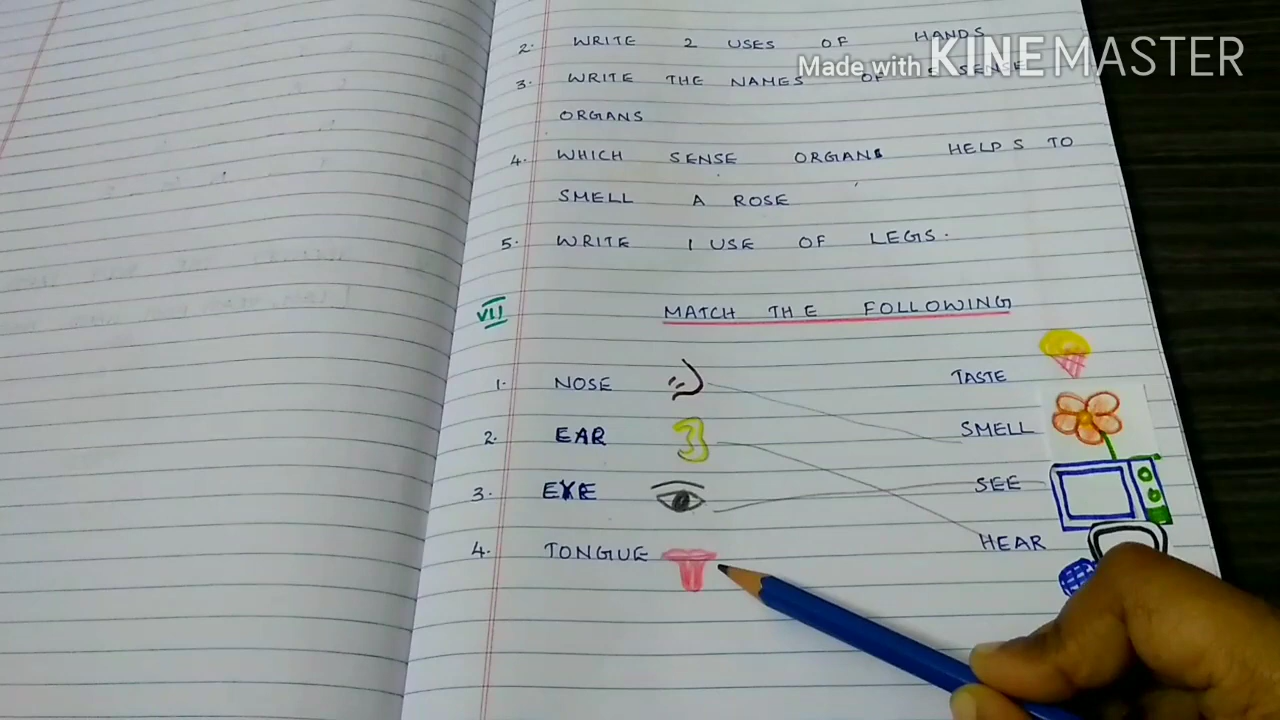 2. WRITE 2 USES OF HANDS
Made with KINEMASTER
3. WRITE THE NAMES OF 5 SENSE
ORGANS
4. WHICH SENSE ORGANS HELPS TO
SMELL A ROSE
5. WRITE 1 USE OF LEGS.
VII MATCH THE FOLLOWING
1. NOSE TASTE
2. EAR SMELL
3. EYE SEE
4. TONGUE HEAR